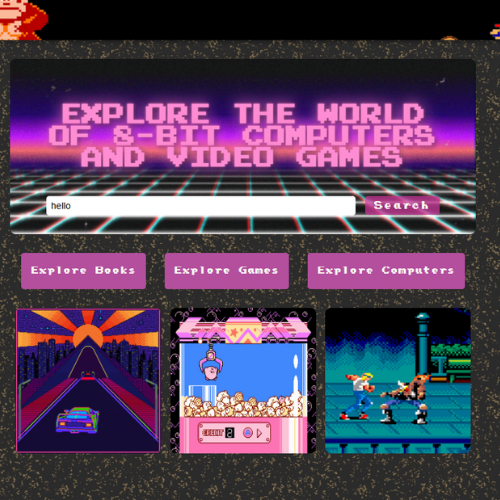 EXPLORE THE WORLD
OF 8-BIT COMPUTERS
AND VIDEO GAMES
hello Search
Explore Books Explore Games Explore Computers
CREDIT 2